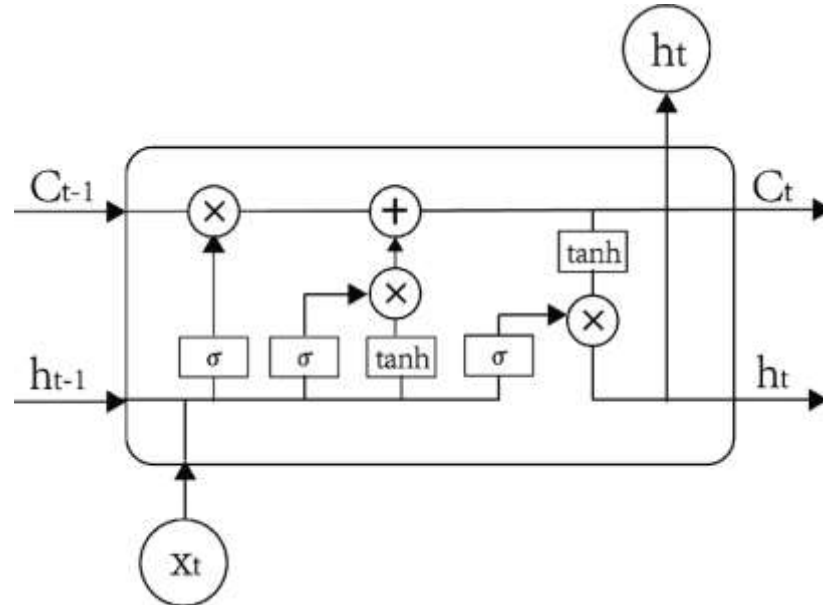 ht
Ct-1 × + Ct
tanh
× ×
σ σ tanh σ
ht-1 ht
xt